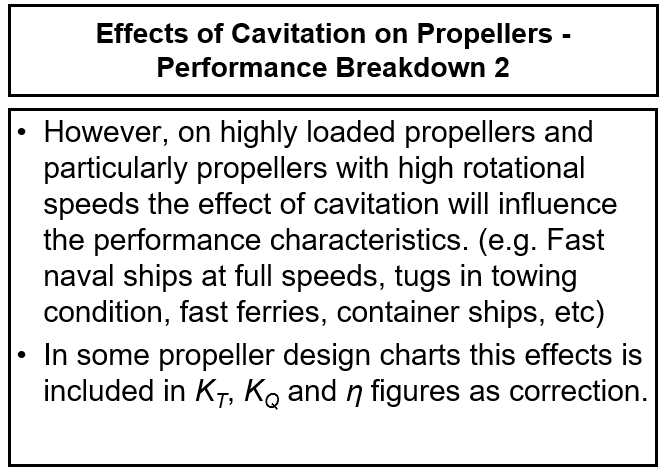 Effects of Cavitation on Propellers -
Performance Breakdown 2
• However, on highly loaded propellers and
particularly propellers with high rotational
speeds the effect of cavitation will influence
the performance characteristics. (e.g. Fast
naval ships at full speeds, tugs in towing
condition, fast ferries, container ships, etc)
• In some propeller design charts this effects is
included in K_T, K_Q and η figures as correction.